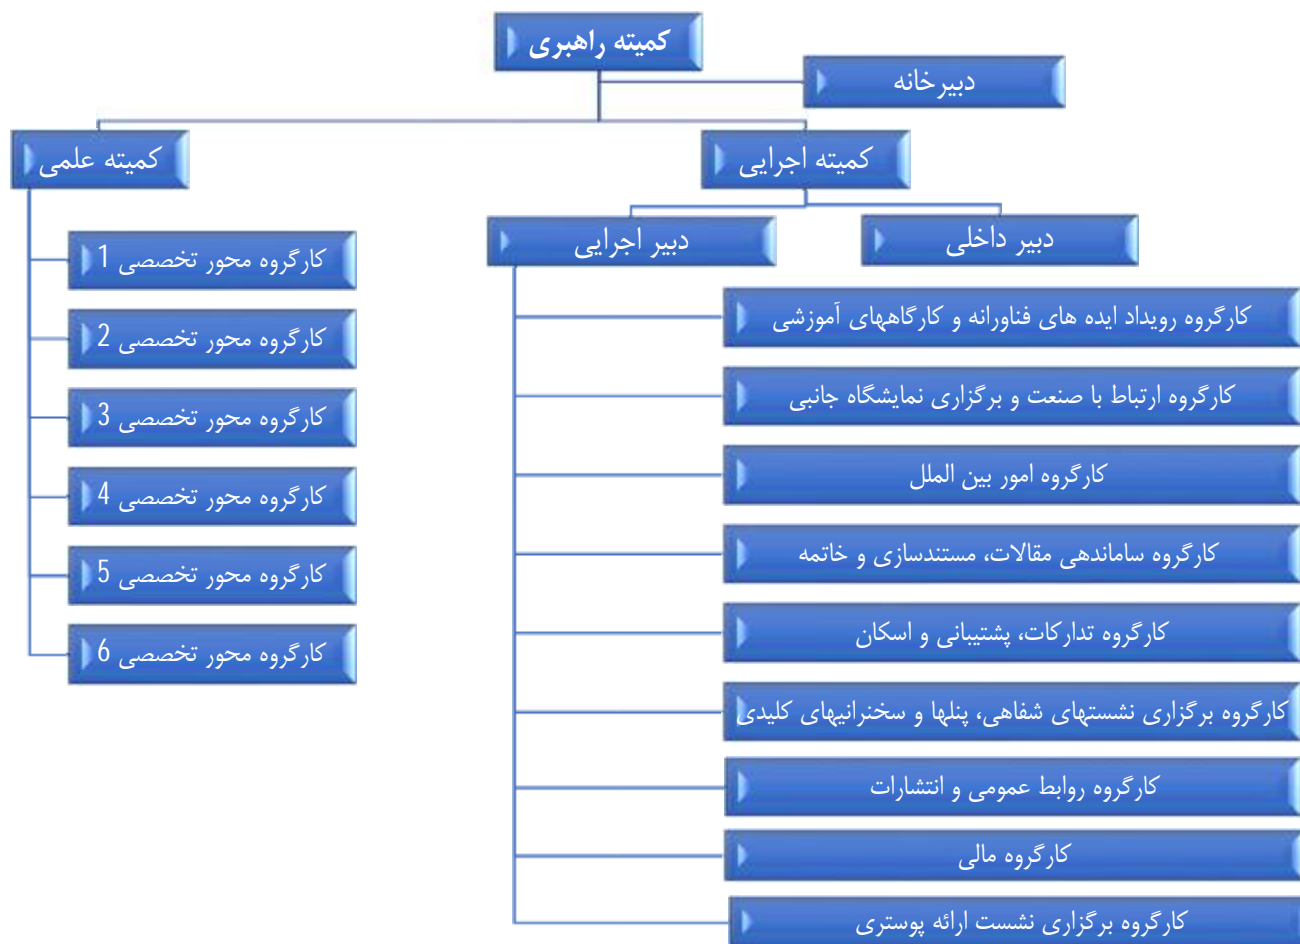 کمیته راهبری
دبیرخانه
کمیته اجرایی
کمیته علمی
دبیر داخلی
دبیر اجرایی
کارگروه رویداد ایده های فناورانه و کارگاههای آموزشی
کارگروه ارتباط با صنعت و برگزاری نمایشگاه جانبی
کارگروه امور بین الملل
کارگروه ساماندهی مقالات، مستندسازی و خاتمه
کارگروه تدارکات، پشتیبانی و اسکان
کارگروه برگزاری نشستهای شفاهی، پنلها و سخنرانیهای کلیدی
کارگروه روابط عمومی و انتشارات
کارگروه مالی
کارگروه برگزاری نشست ارائه پوستری
کارگروه محور تخصصی 1
کارگروه محور تخصصی 2
کارگروه محور تخصصی 3
کارگروه محور تخصصی 4
کارگروه محور تخصصی 5
کارگروه محور تخصصی 6